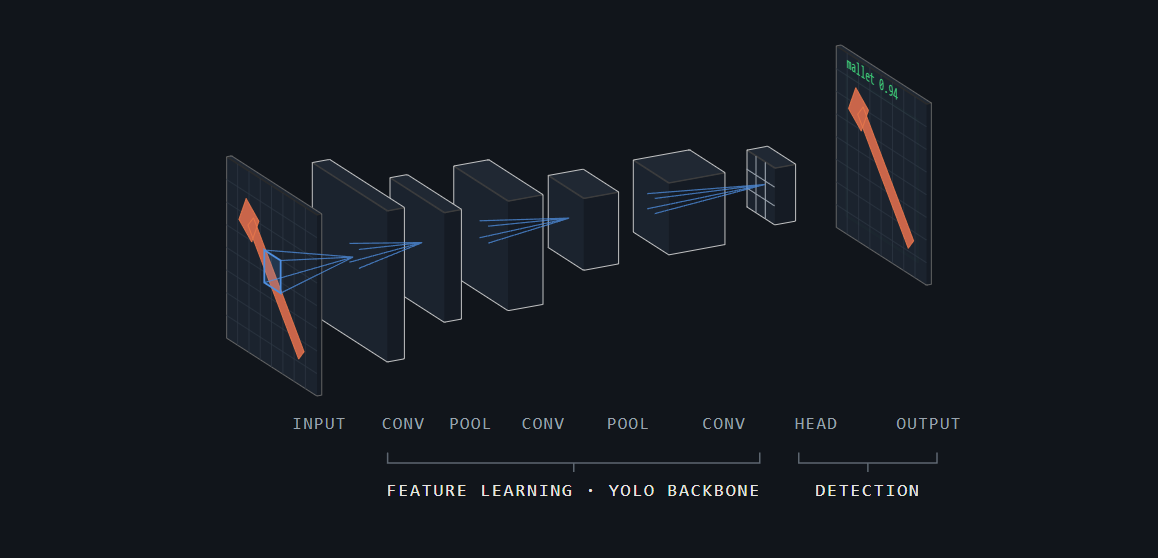 mallet 0.94
INPUT CONV POOL CONV POOL CONV HEAD OUTPUT
FEATURE LEARNING · YOLO BACKBONE DETECTION